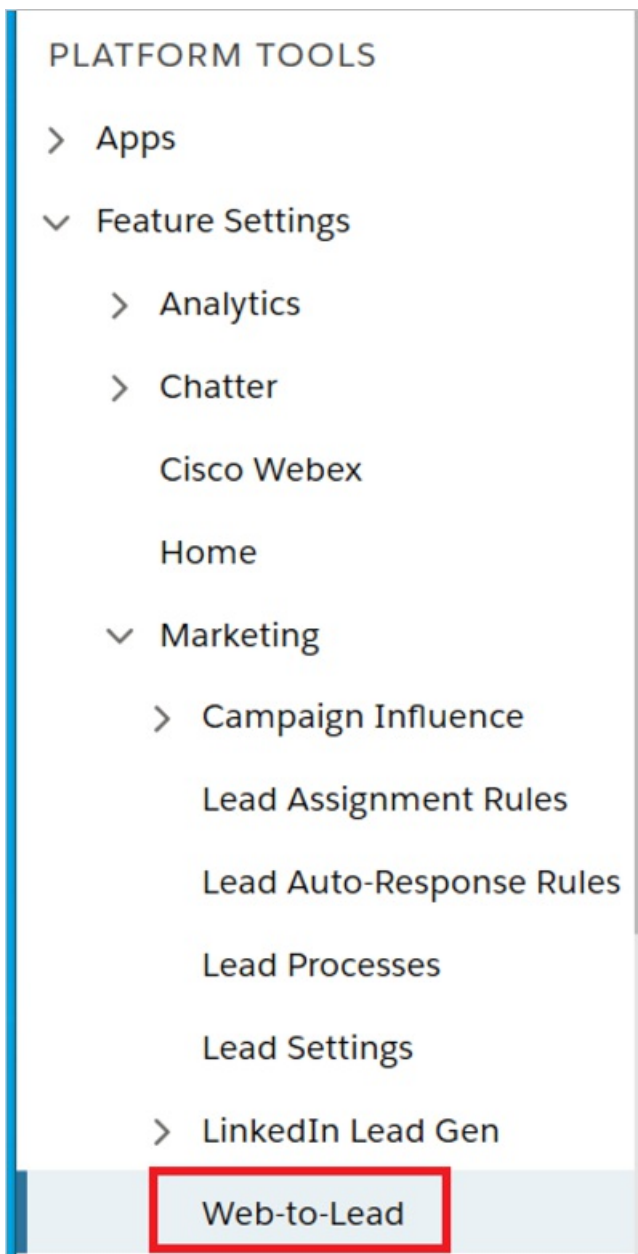 PLATFORM TOOLS
Apps
Feature Settings
Analytics
Chatter
Cisco Webex
Home
Marketing
Campaign Influence
Lead Assignment Rules
Lead Auto-Response Rules
Lead Processes
Lead Settings
LinkedIn Lead Gen
Web-to-Lead